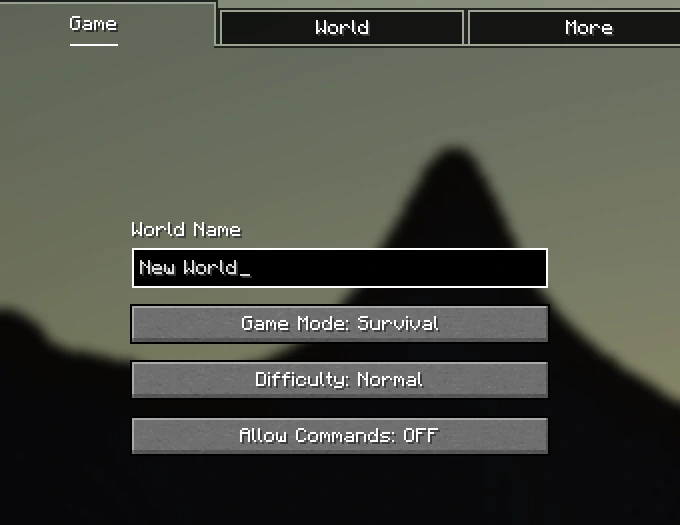 Game
World
More
World Name
New World_
Game Mode: Survival
Difficulty: Normal
Allow Commands: OFF